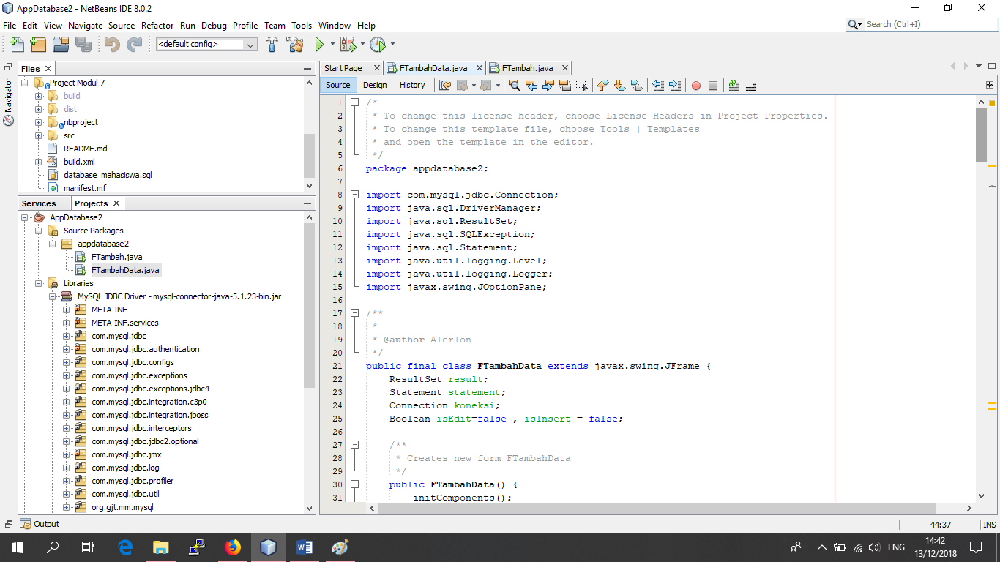 AppDatabase2 - NetBeans IDE 8.0.2
File Edit View Navigate Source Refactor Run Debug Profile Team Tools Window Help
Search (Ctrl+I)
<default config>
Navigator
Files
Project Modul 7
build
dist
nbproject
src
README.md
build.xml
database_mahasiswa.sql
manifest.mf
Services Projects
AppDatabase2
Source Packages
appdatabase2
FTambah.java
FTambahData.java
Libraries
MySQL JDBC Driver - mysql-connector-java-5.1.23-bin.jar
META-INF
META-INF.services
com.mysql.jdbc
com.mysql.jdbc.authentication
com.mysql.jdbc.configs
com.mysql.jdbc.exceptions
com.mysql.jdbc.exceptions.jdbc4
com.mysql.jdbc.integration.c3p0
com.mysql.jdbc.integration.jboss
com.mysql.jdbc.interceptors
com.mysql.jdbc.jdbc2.optional
com.mysql.jdbc.jmx
com.mysql.jdbc.log
com.mysql.jdbc.profiler
com.mysql.jdbc.util
org.gjt.mm.mysql
Start Page FTambahData.java FTambah.java
Source Design History
1 /*
2 * To change this license header, choose License Headers in Project Properties.
3 * To change this template file, choose Tools | Templates
4 * and open the template in the editor.
5 */
6 package appdatabase2;
7
8 import com.mysql.jdbc.Connection;
9 import java.sql.DriverManager;
10 import java.sql.ResultSet;
11 import java.sql.SQLException;
12 import java.sql.Statement;
13 import java.util.logging.Level;
14 import java.util.logging.Logger;
15 import javax.swing.JOptionPane;
16
17 /**
18 *
19 * @author Alerlon
20 */
21 public final class FTambahData extends javax.swing.JFrame {
22 ResultSet result;
23 Statement statement;
24 Connection koneksi;
25 Boolean isEdit=false , isInsert = false;
26
27 /**
28 * Creates new form FTambahData
29 */
30 public FTambahData() {
31 initComponents();
Output
44:37 INS
ENG
14:42
13/12/2018